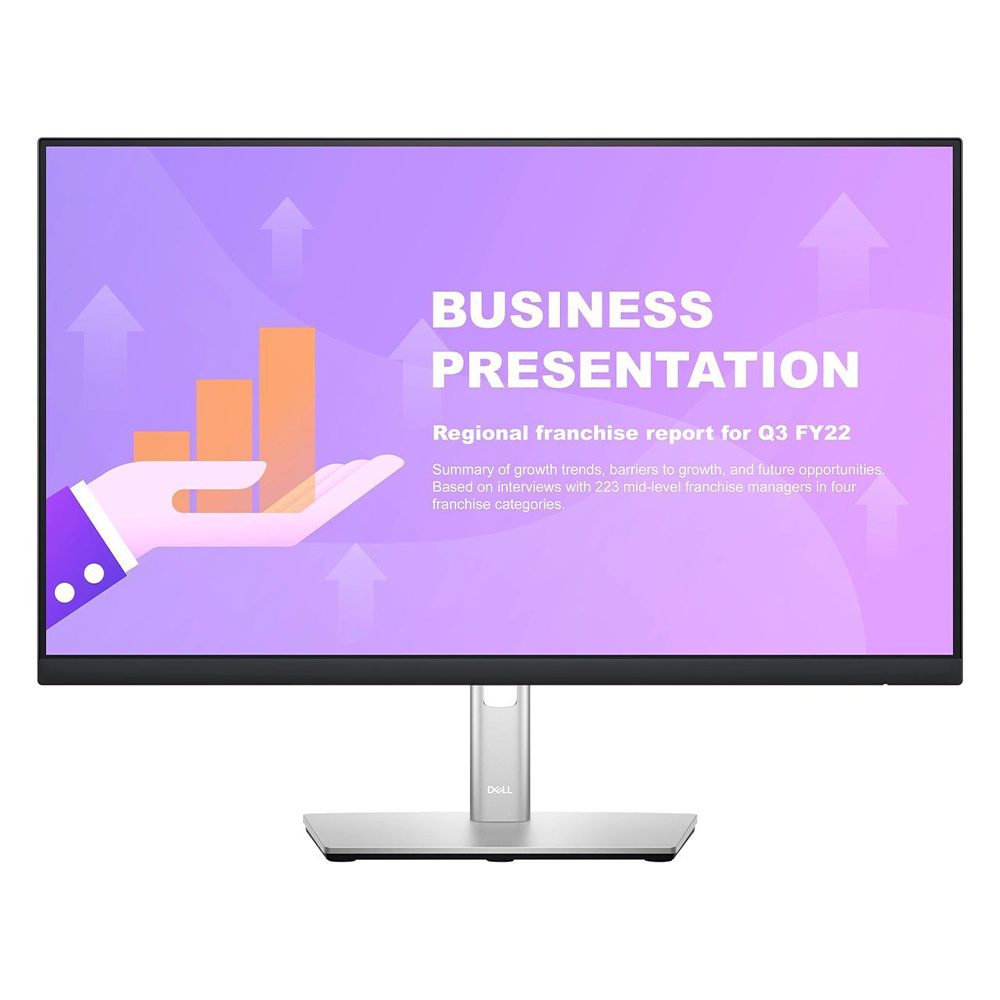 BUSINESS
PRESENTATION
Regional franchise report for Q3 FY22
Summary of growth trends, barriers to growth, and future opportunities.
Based on interviews with 223 mid-level franchise managers in four
franchise categories.
DELL